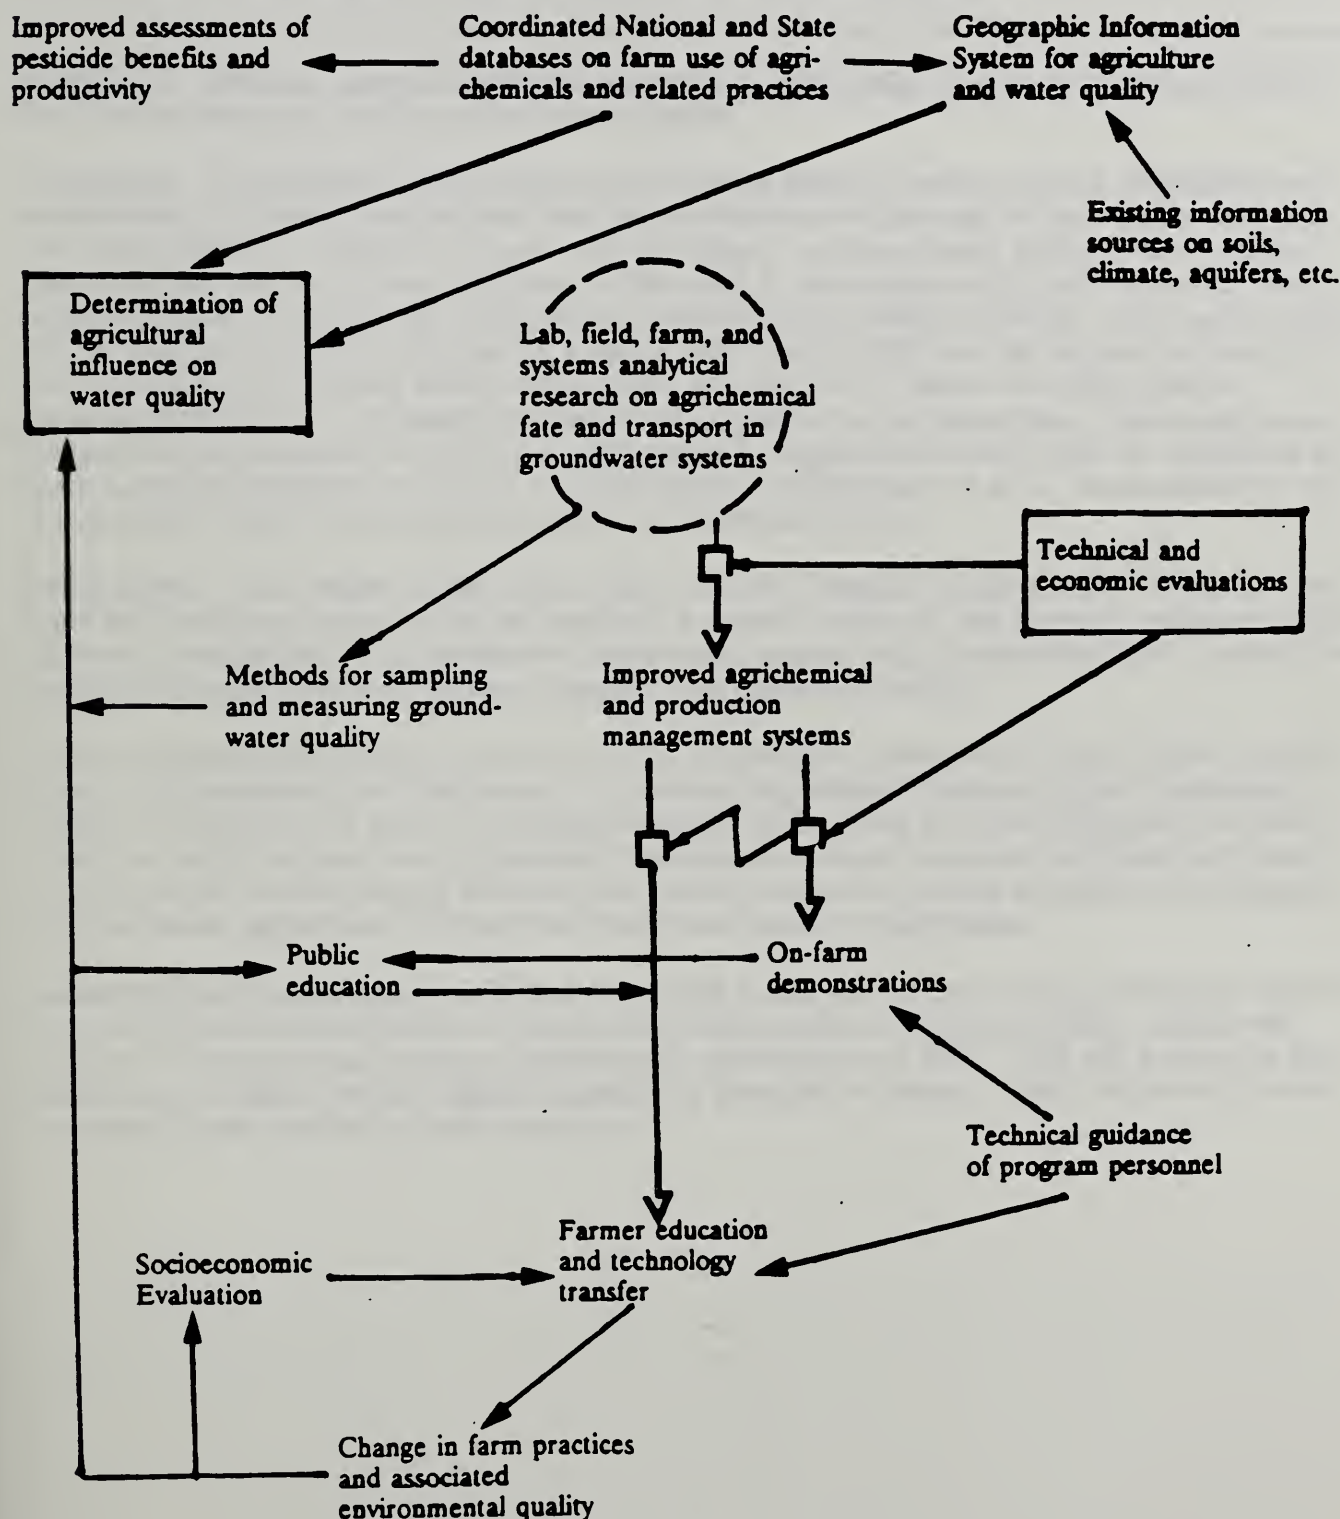 Improved assessments of
pesticide benefits and
productivity
Coordinated National and State
databases on farm use of agri-
chemicals and related practices
Geographic Information
System for agriculture
and water quality
Existing information
sources on soils,
climate, aquifers, etc.
Determination of
agricultural
influence on
water quality
Lab, field, farm, and
systems analytical
research on agrichemical
fate and transport in
groundwater systems
Technical and
economic evaluations
Methods for sampling
and measuring ground-
water quality
Improved agrichemical
and production
management systems
Public
education
On-farm
demonstrations
Technical guidance
of program personnel
Farmer education
and technology
transfer
Socioeconomic
Evaluation
Change in farm practices
and associated
environmental quality